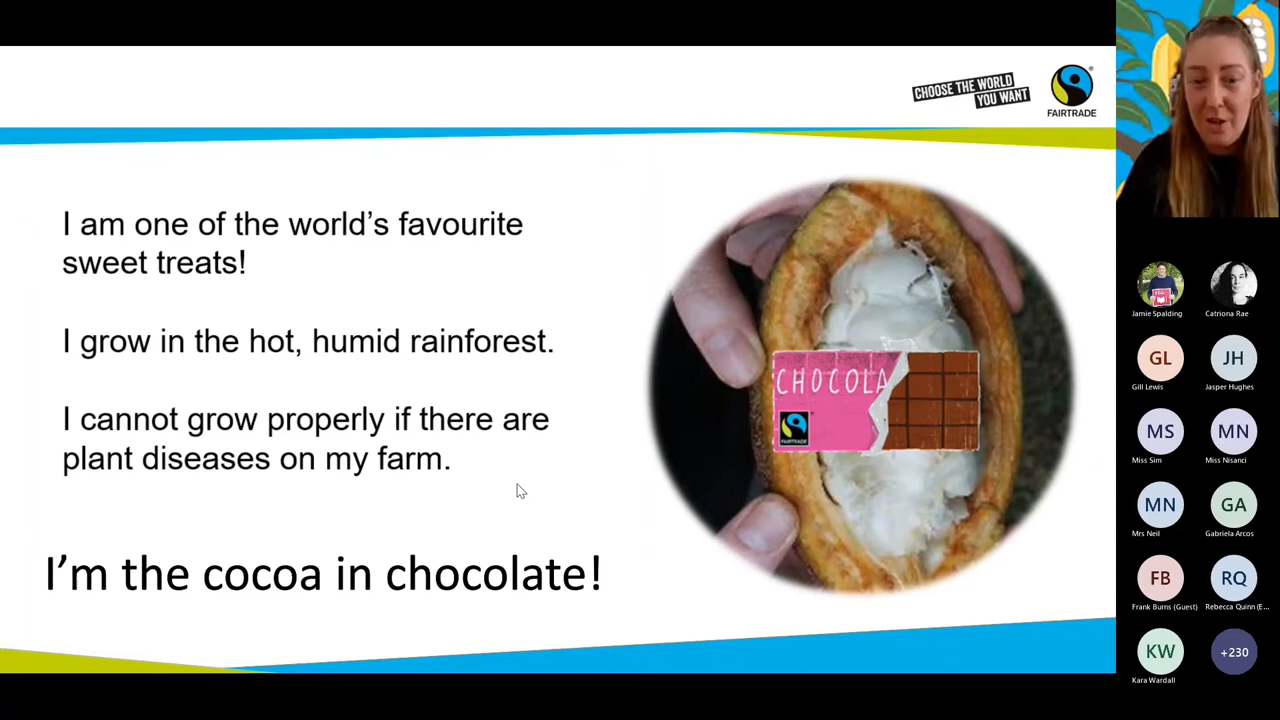 CHOOSE THE WORLD
YOU WANT
FAIRTRADE
I am one of the world's favourite
sweet treats!
I grow in the hot, humid rainforest.
I cannot grow properly if there are
plant diseases on my farm.
I'm the cocoa in chocolate!
CHOCOLA
FAIRTRADE
Jamie Spalding
Catriona Rae
GL
JH
Gill Lewis
Jasper Hughes
MS
MN
Miss Sim
Miss Nisanci
MN
GA
Mrs Neil
Gabriela Arcos
FB
RQ
Frank Burns (Guest)
Rebecca Quinn (E...
KW
+230
Kara Wardall